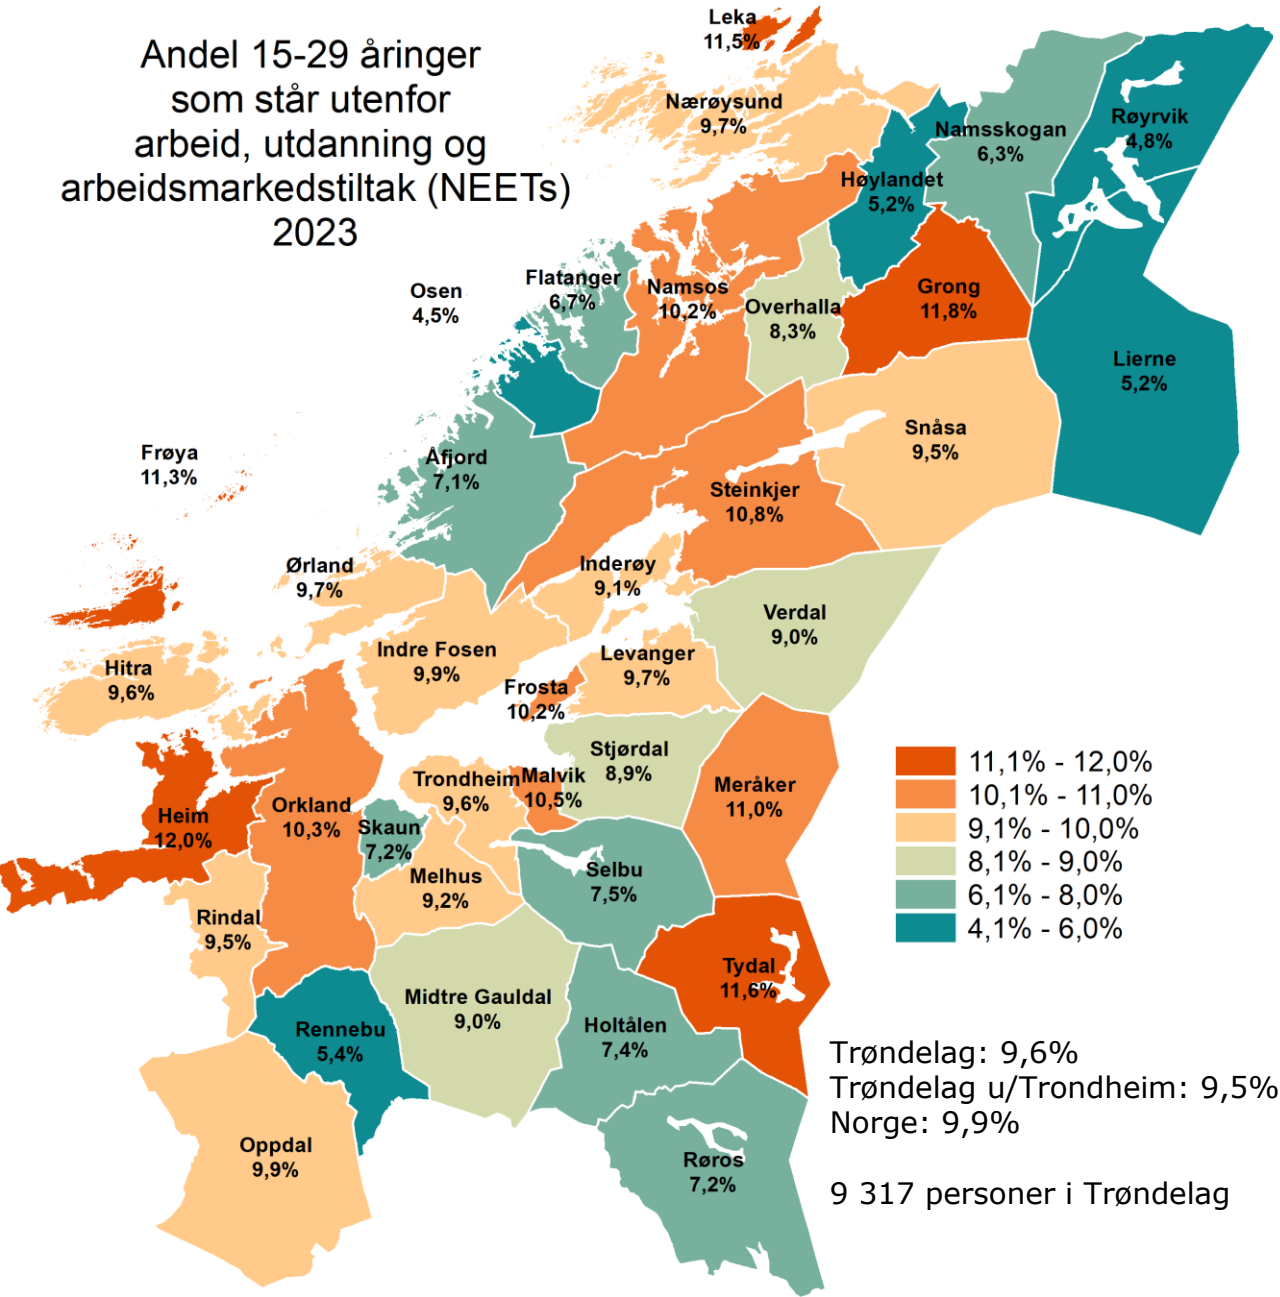 Andel 15-29 åringer
som står utenfor
arbeid, utdanning og
arbeidsmarkedstiltak (NEETs)
2023
Leka
11,5%
Nærøysund
9,7%
Røyrvik
4,8%
Namsskogan
6,3%
Høylandet
5,2%
Flatanger
6,7%
Osen
4,5%
Namsos
10,2%
Grong
11,8%
Overhalla
8,3%
Lierne
5,2%
Snåsa
9,5%
Frøya
11,3%
Åfjord
7,1%
Steinkjer
10,8%
Ørland
9,7%
Inderøy
9,1%
Verdal
9,0%
Indre Fosen
9,9%
Levanger
9,7%
Hitra
9,6%
Frosta
10,2%
Stjørdal
8,9%
Trondheim
9,6%
Malvik
10,5%
Meråker
11,0%
Orkland
10,3%
Heim
12,0%
Skaun
7,2%
Melhus
9,2%
Selbu
7,5%
Rindal
9,5%
Tydal
11,6%
Midtre Gauldal
9,0%
Holtålen
7,4%
Rennebu
5,4%
Oppdal
9,9%
Røros
7,2%
11,1% - 12,0%
10,1% - 11,0%
9,1% - 10,0%
8,1% - 9,0%
6,1% - 8,0%
4,1% - 6,0%
Trøndelag: 9,6%
Trøndelag u/Trondheim: 9,5%
Norge: 9,9%
9 317 personer i Trøndelag